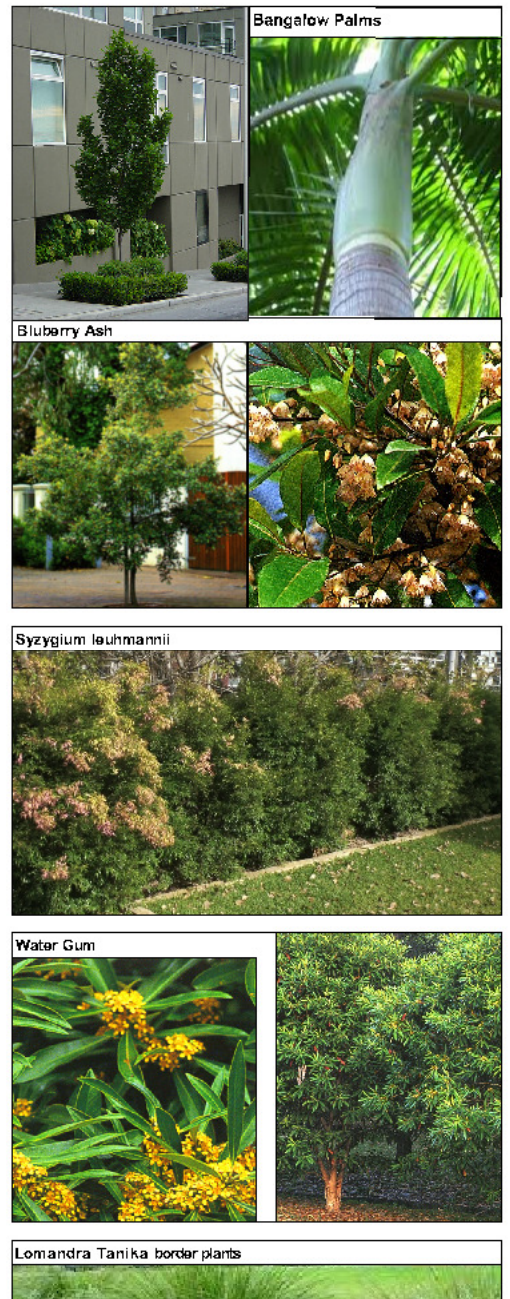 Bangalow Palms
Bluberry Ash
Syzygium leuhmannii
Water Gum
Lomandra Tanika border plants